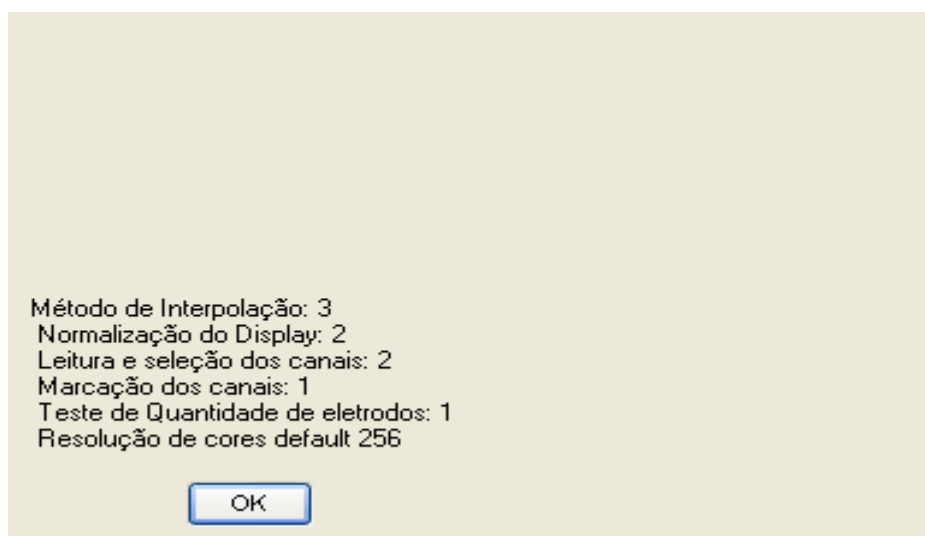 Método de Interpolação: 3
Normalização do Display: 2
Leitura e seleção dos canais: 2
Marcação dos canais: 1
Teste de Quantidade de eletrodos: 1
Resolução de cores default 256
OK